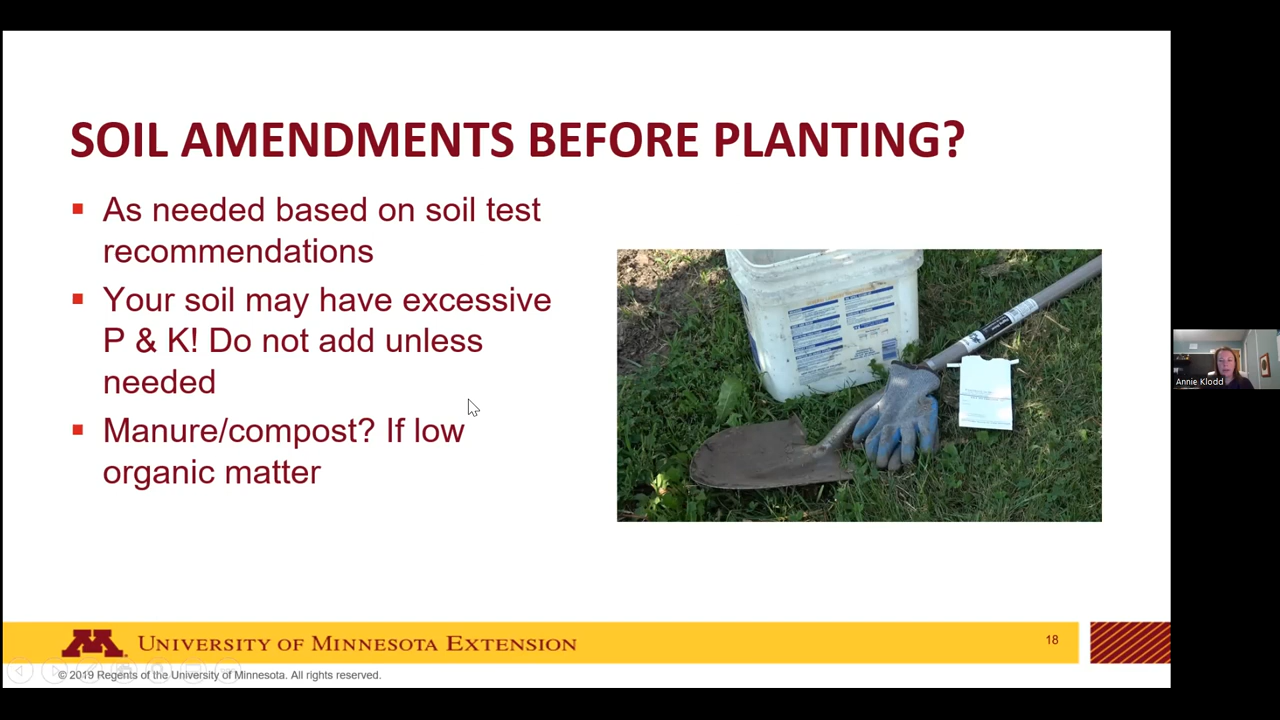 SOIL AMENDMENTS BEFORE PLANTING?
As needed based on soil test
recommendations
Your soil may have excessive
P & K! Do not add unless
needed
Manure/compost? If low
organic matter
Annie Klodd
UNIVERSITY OF MINNESOTA EXTENSION
18
© 2019 Regents of the University of Minnesota. All rights reserved.